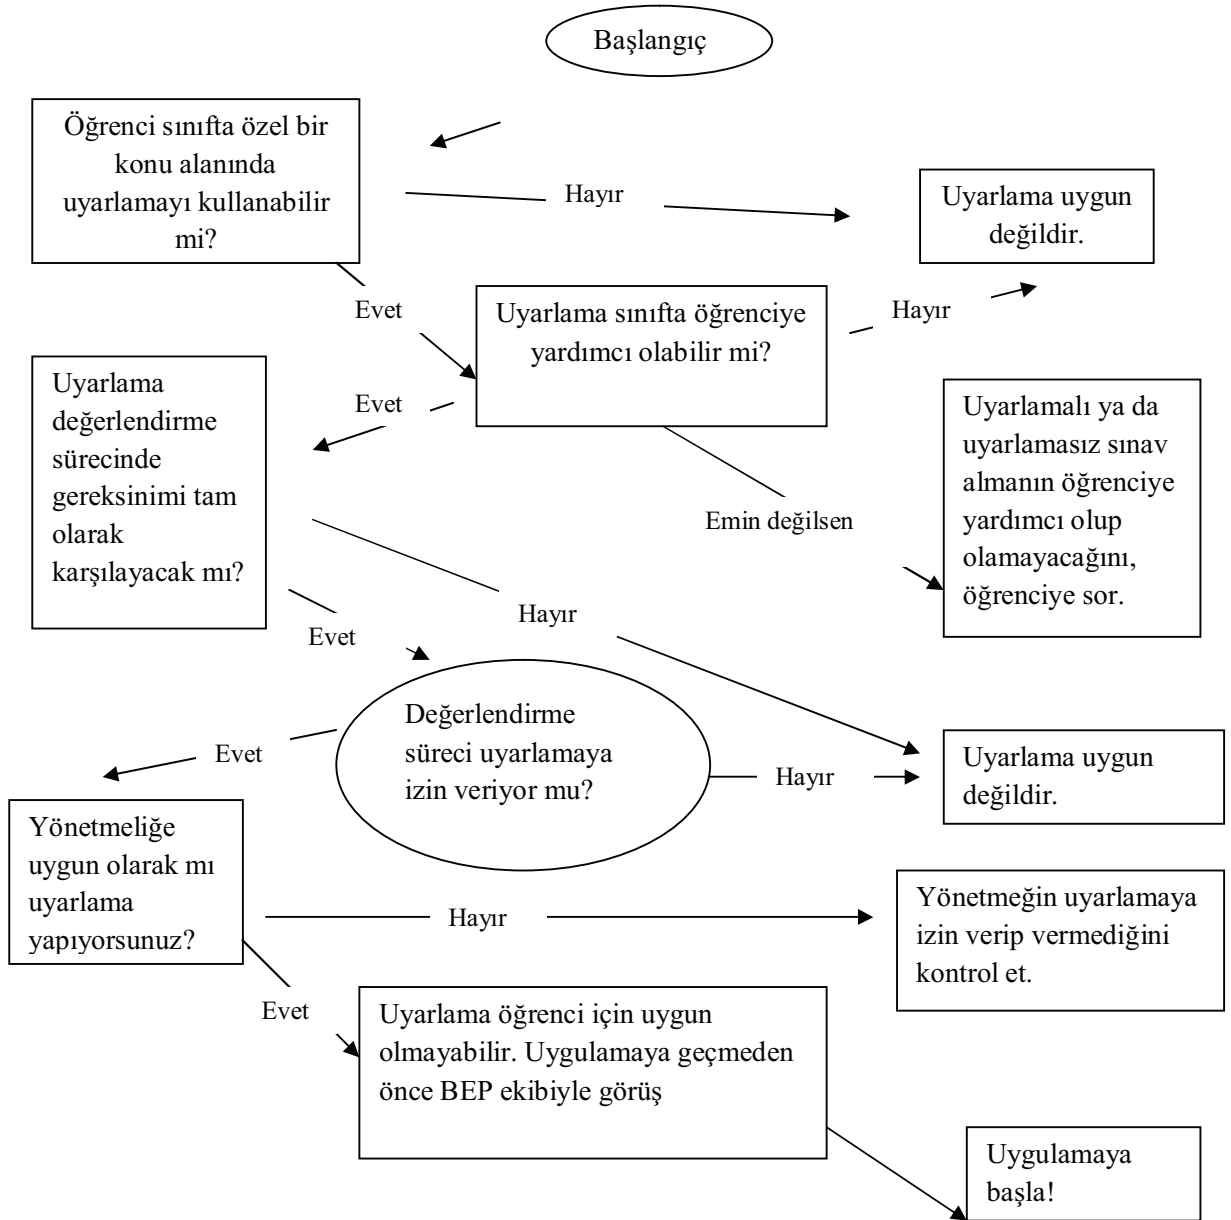 Başlangıç
Öğrenci sınıfta özel bir
konu alanında
uyarlamayı kullanabilir
mi?
Hayır
Uyarlama uygun
değildir.
Evet
Uyarlama sınıfta öğrenciye
yardımcı olabilir mi?
Hayır
Uyarlama
değerlendirme
sürecinde
gereksinimi tam
olarak
karşılayacak mı?
Evet
Uyarlamalı ya da
uyarlamasız sınav
almanın öğrenciye
yardımcı olup
olamayacağını,
öğrenciye sor.
Emin değilsen
Hayır
Evet
Değerlendirme
süreci uyarlamaya
izin veriyor mu?
Evet
Hayır
Uyarlama uygun
değildir.
Yönetmeliğe
uygun olarak mı
uyarlama
yapıyorsunuz?
Hayır
Yönetmeğin uyarlamaya
izin verip vermediğini
kontrol et.
Evet
Uyarlama öğrenci için uygun
olmayabilir. Uygulamaya geçmeden
önce BEP ekibiyle görüş
Uygulamaya
başla!